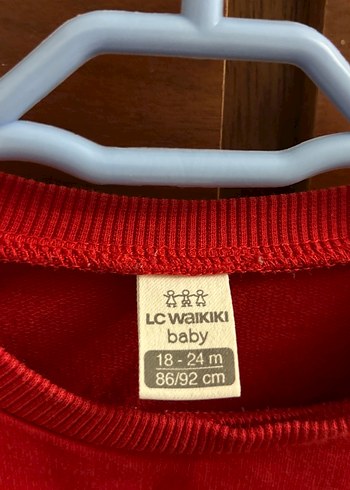 LC WAIKIKI
baby
18 - 24 m
86/92 cm